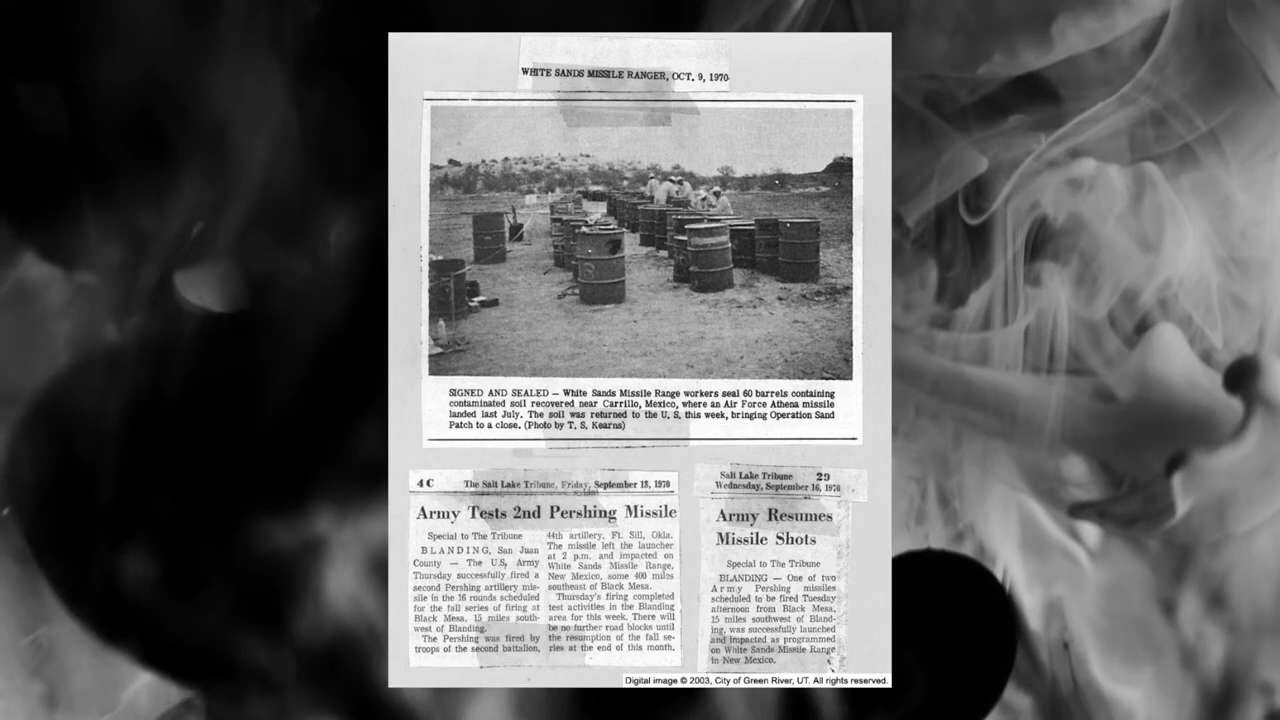 WHITE SANDS MISSILE RANGER, OCT. 9, 1970
SIGNED AND SEALED — White Sands Missile Range workers seal 60 barrels containing
contaminated soil recovered near Carrillo, Mexico, where an Air Force Athena missile
landed last July. The soil was returned to the U. S. this week, bringing Operation Sand
Patch to a close. (Photo by T. S. Kearns)
4C The Salt Lake Tribune, Friday, September 18, 1970
Army Tests 2nd Pershing Missile
Special to The Tribune
BLANDING, San Juan
County — The U.S. Army
Thursday successfully fired a
second Pershing artillery mis-
sile in the 16 rounds scheduled
for the fall series of firing at
Black Mesa, 15 miles south-
west of Blanding.
The Pershing was fired by
troops of the second battalion,
44th artillery, Ft. Sill, Okla.
The missile left the launcher
at 2 p.m. and impacted on
White Sands Missile Range,
New Mexico, some 400 miles
southeast of Black Mesa.
Thursday's firing completed
test activities in the Blanding
area for this week. There will
be no further road blocks until
the resumption of the fall se-
ries at the end of this month.
Salt Lake Tribune 29
Wednesday, September 16, 1970
Army Resumes
Missile Shots
Special to The Tribune
BLANDING — One of two
Army Pershing missiles
scheduled to be fired Tuesday
afternoon from Black Mesa,
15 miles southwest of Bland-
ing, was successfully launched
and impacted as programmed
on White Sands Missile Range
in New Mexico.
Digital image © 2003, City of Green River, UT. All rights reserved.